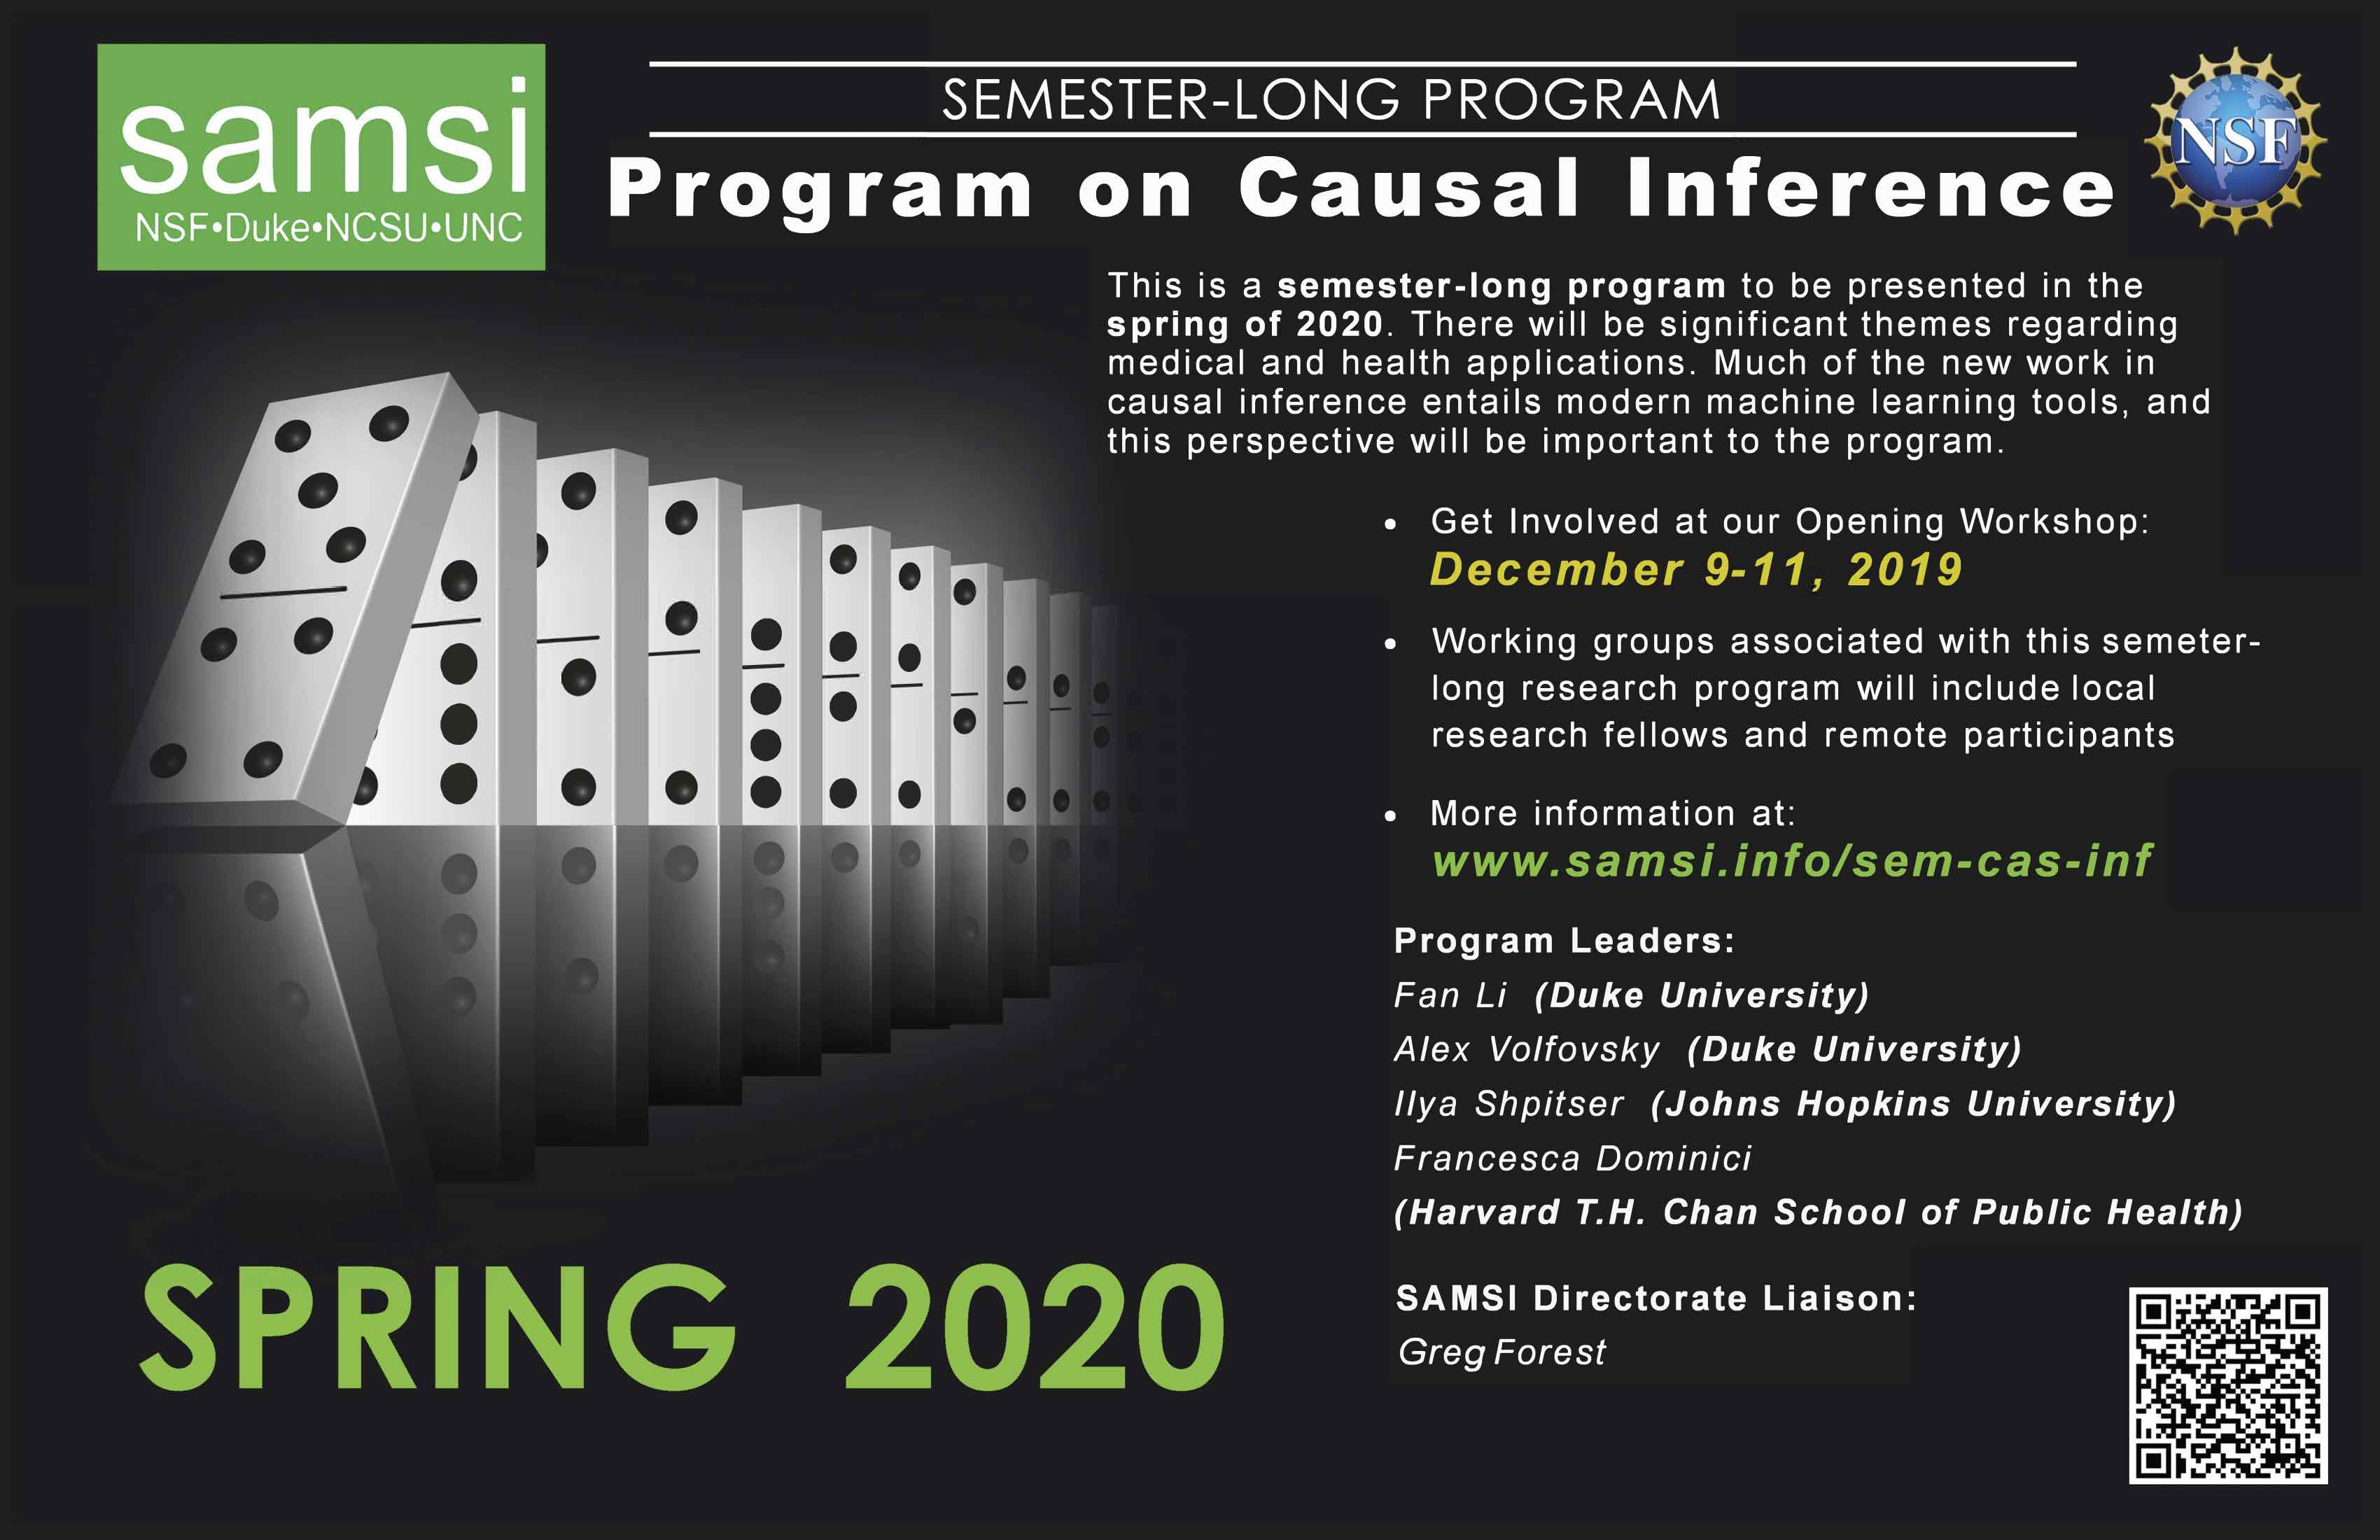 samsi
NSF•Duke•NCSU•UNC
SEMESTER-LONG PROGRAM
Program on Causal Inference
NSF
This is a semester-long program to be presented in the
spring of 2020. There will be significant themes regarding
medical and health applications. Much of the new work in
causal inference entails modern machine learning tools, and
this perspective will be important to the program.
• Get Involved at our Opening Workshop:
December 9-11, 2019
• Working groups associated with this semeter-
long research program will include local
research fellows and remote participants
• More information at:
www.samsi.info/sem-cas-inf
Program Leaders:
Fan Li (Duke University)
Alex Volfovsky (Duke University)
Ilya Shpitser (Johns Hopkins University)
Francesca Dominici
(Harvard T.H. Chan School of Public Health)
SAMSI Directorate Liaison:
Greg Forest
SPRING 2020